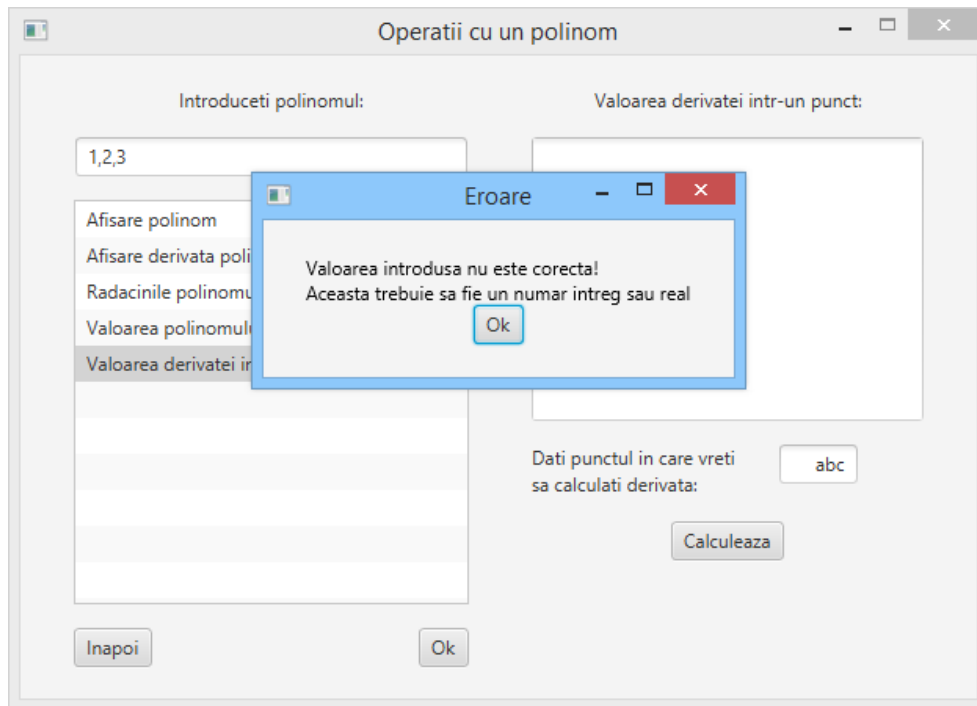 Operatii cu un polinom
Introduceti polinomul:
1,2,3
Afisare polinom
Afisare derivata poli
Radacinile polinomu
Valoarea polinomul
Valoarea derivatei in
Inapoi
Ok
Valoarea derivatei intr-un punct:
Dati punctul in care vreti
sa calculati derivata:
abc
Calculeaza
Eroare
Valoarea introdusa nu este corecta!
Aceasta trebuie sa fie un numar intreg sau real
Ok